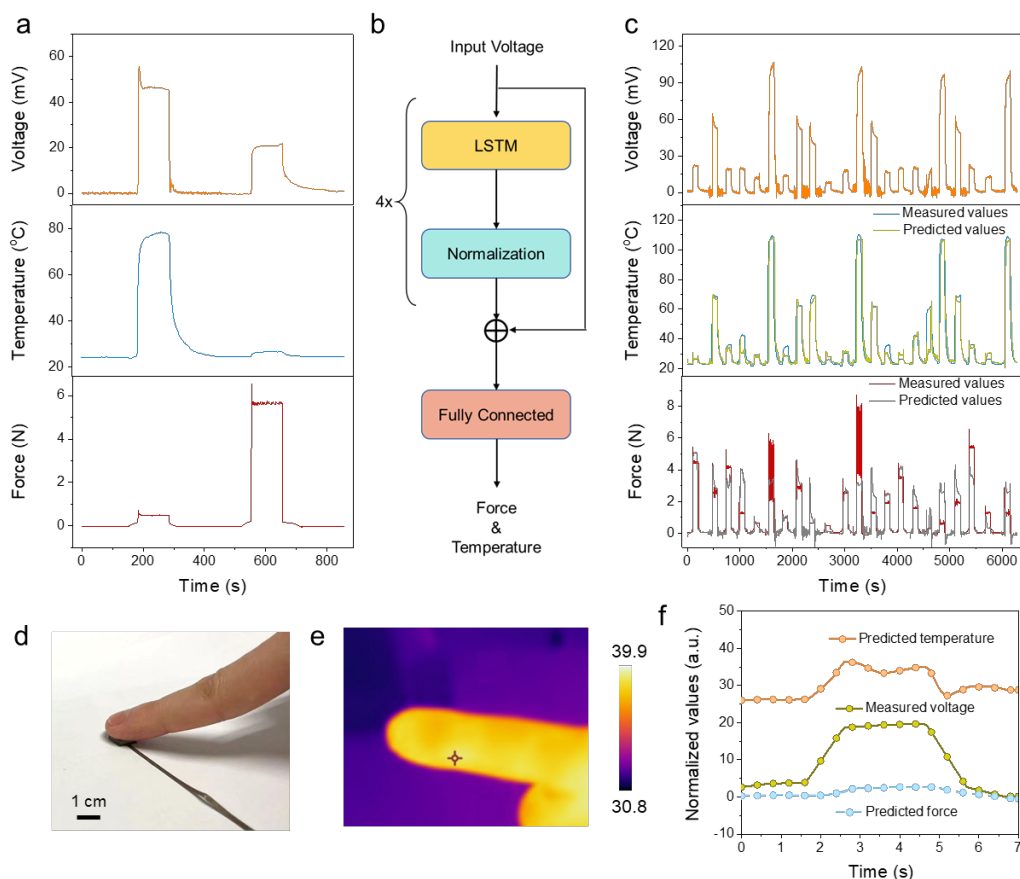 a
Voltage (mV)
60
40
20
0
Temperature (°C)
80
60
40
20
Force (N)
6
4
2
0
0 200 400 600 800
Time (s)
b
Input Voltage
4x
LSTM
Normalization
Fully Connected
Force
&
Temperature
c
Voltage (mV)
120
90
60
30
0
Temperature (°C)
120
100
80
60
40
20
Measured values
Predicted values
Force (N)
8
6
4
2
0
Measured values
Predicted values
0 1000 2000 3000 4000 5000 6000
Time (s)
d
1 cm
e
39.9
30.8
f
Normalized values (a.u.)
50
40
30
20
10
0
-10
Predicted temperature
Measured voltage
Predicted force
0 1 2 3 4 5 6 7
Time (s)